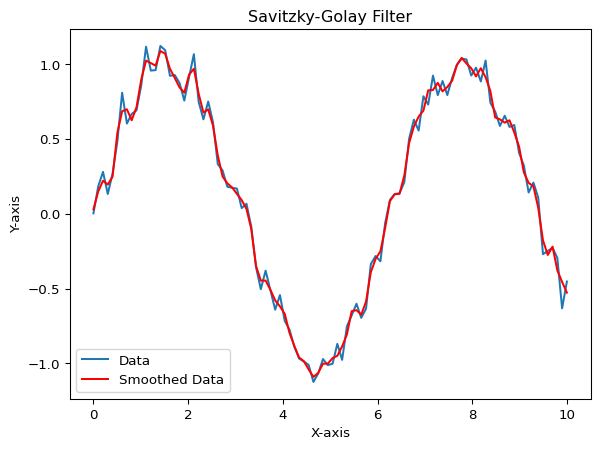 Savitzky-Golay Filter
Y-axis
1.0
0.5
0.0
−0.5
−1.0
Data
Smoothed Data
0 2 4 6 8 10
X-axis